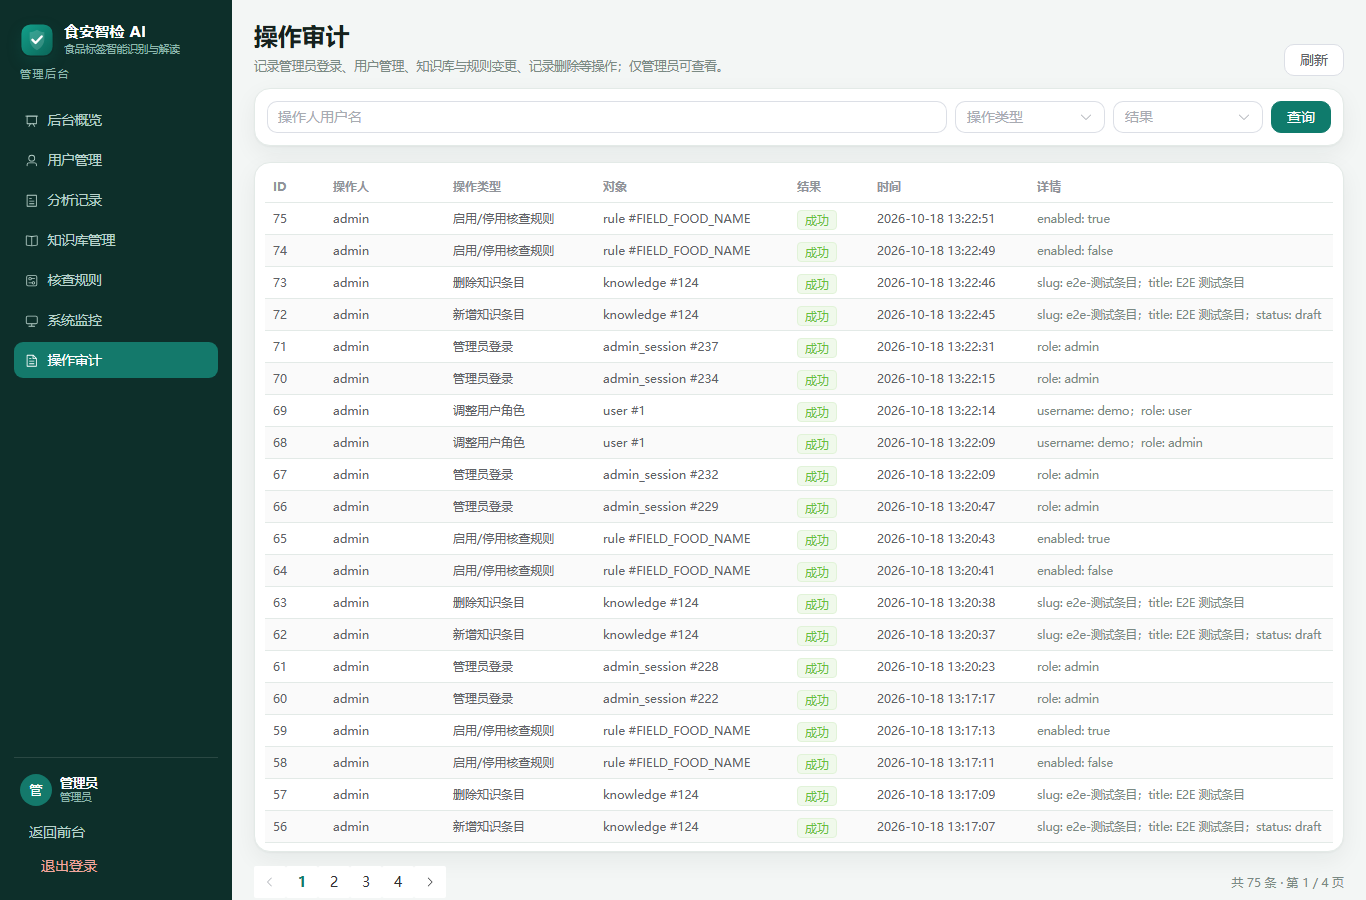 食安智检 AI
食品标签智能识别与解读
管理后台
后台概览
用户管理
分析记录
知识库管理
核查规则
系统监控
操作审计
管
管理员
管理员
返回前台
退出登录
操作审计
记录管理员登录、用户管理、知识库与规则变更、记录删除等操作；仅管理员可查看。
刷新
操作人用户名 操作类型 结果 查询
ID 操作人 操作类型 对象 结果 时间 详情
75 admin 启用/停用核查规则 rule #FIELD_FOOD_NAME 成功 2026-10-18 13:22:51 enabled: true
74 admin 启用/停用核查规则 rule #FIELD_FOOD_NAME 成功 2026-10-18 13:22:49 enabled: false
73 admin 删除知识条目 knowledge #124 成功 2026-10-18 13:22:46 slug: e2e-测试条目；title: E2E 测试条目
72 admin 新增知识条目 knowledge #124 成功 2026-10-18 13:22:45 slug: e2e-测试条目；title: E2E 测试条目；status: draft
71 admin 管理员登录 admin_session #237 成功 2026-10-18 13:22:31 role: admin
70 admin 管理员登录 admin_session #234 成功 2026-10-18 13:22:15 role: admin
69 admin 调整用户角色 user #1 成功 2026-10-18 13:22:14 username: demo；role: user
68 admin 调整用户角色 user #1 成功 2026-10-18 13:22:09 username: demo；role: admin
67 admin 管理员登录 admin_session #232 成功 2026-10-18 13:22:09 role: admin
66 admin 管理员登录 admin_session #229 成功 2026-10-18 13:20:47 role: admin
65 admin 启用/停用核查规则 rule #FIELD_FOOD_NAME 成功 2026-10-18 13:20:43 enabled: true
64 admin 启用/停用核查规则 rule #FIELD_FOOD_NAME 成功 2026-10-18 13:20:41 enabled: false
63 admin 删除知识条目 knowledge #124 成功 2026-10-18 13:20:38 slug: e2e-测试条目；title: E2E 测试条目
62 admin 新增知识条目 knowledge #124 成功 2026-10-18 13:20:37 slug: e2e-测试条目；title: E2E 测试条目；status: draft
61 admin 管理员登录 admin_session #228 成功 2026-10-18 13:20:23 role: admin
60 admin 管理员登录 admin_session #222 成功 2026-10-18 13:17:17 role: admin
59 admin 启用/停用核查规则 rule #FIELD_FOOD_NAME 成功 2026-10-18 13:17:13 enabled: true
58 admin 启用/停用核查规则 rule #FIELD_FOOD_NAME 成功 2026-10-18 13:17:11 enabled: false
57 admin 删除知识条目 knowledge #124 成功 2026-10-18 13:17:09 slug: e2e-测试条目；title: E2E 测试条目
56 admin 新增知识条目 knowledge #124 成功 2026-10-18 13:17:07 slug: e2e-测试条目；title: E2E 测试条目；status: draft
1 2 3 4
共 75 条 · 第 1 / 4 页